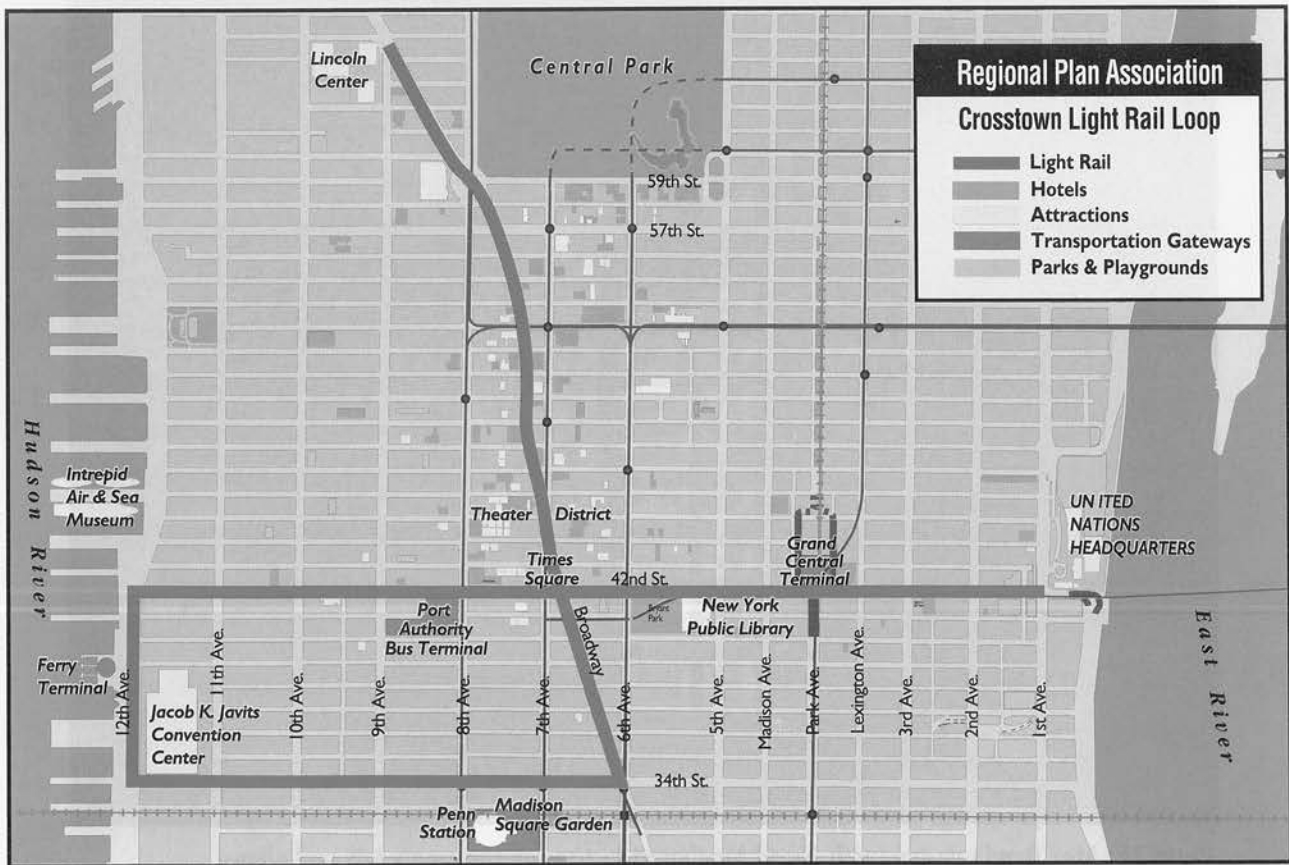 Regional Plan Association
Crosstown Light Rail Loop
Light Rail
Hotels
Attractions
Transportation Gateways
Parks & Playgrounds
Lincoln
Center
Central Park
59th St.
57th St.
Hudson River
Intrepid
Air & Sea
Museum
Theater District
Times
Square
42nd St.
Grand
Central
Terminal
UN ITED
NATIONS
HEADQUARTERS
Port
Authority
Bus Terminal
Broadway
Bryant
Park
New York
Public Library
Ferry
Terminal
12th Ave.
11th Ave.
10th Ave.
9th Ave.
8th Ave.
7th Ave.
6th Ave.
5th Ave.
Madison Ave.
Park Ave.
Lexington Ave.
3rd Ave.
2nd Ave.
1st Ave.
East River
Jacob K. Javits
Convention
Center
34th St.
Penn
Station
Madison
Square Garden